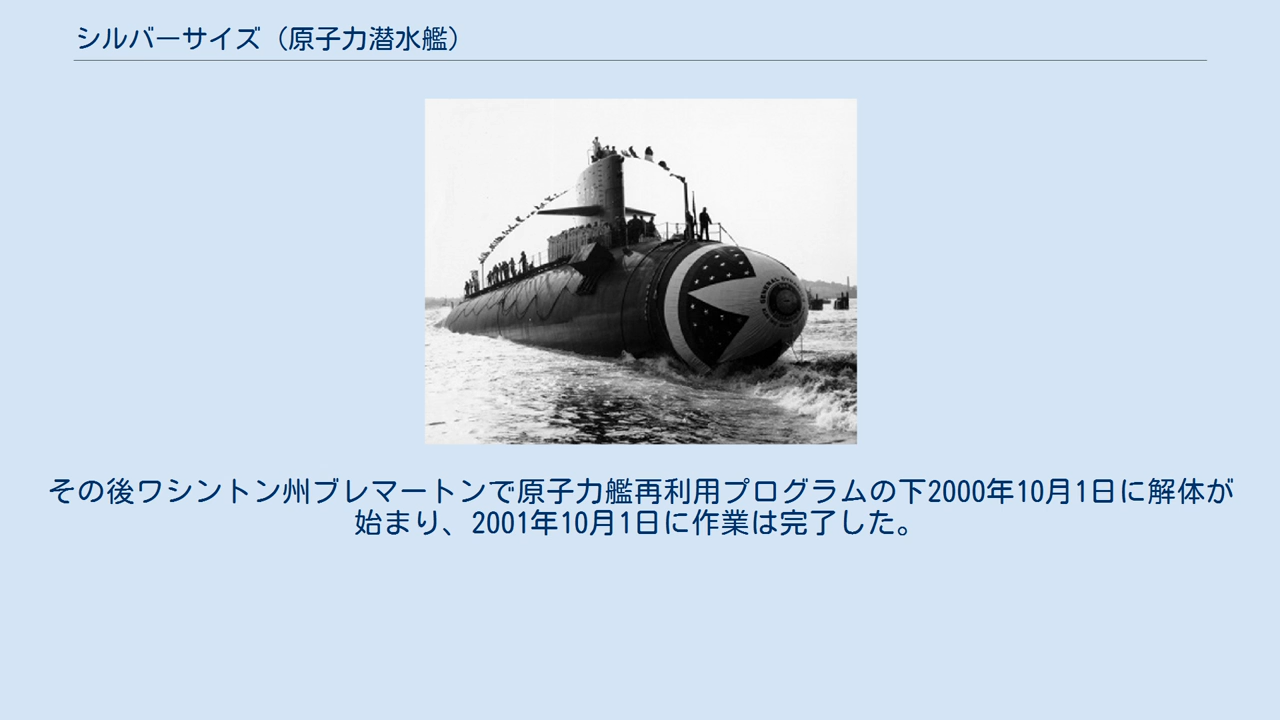 シルバーサイズ（原子力潜水艦）
GENERAL
その後ワシントン州ブレマートンで原子力艦再利用プログラムの下2000年10月1日に解体が
始まり、2001年10月1日に作業は完了した。